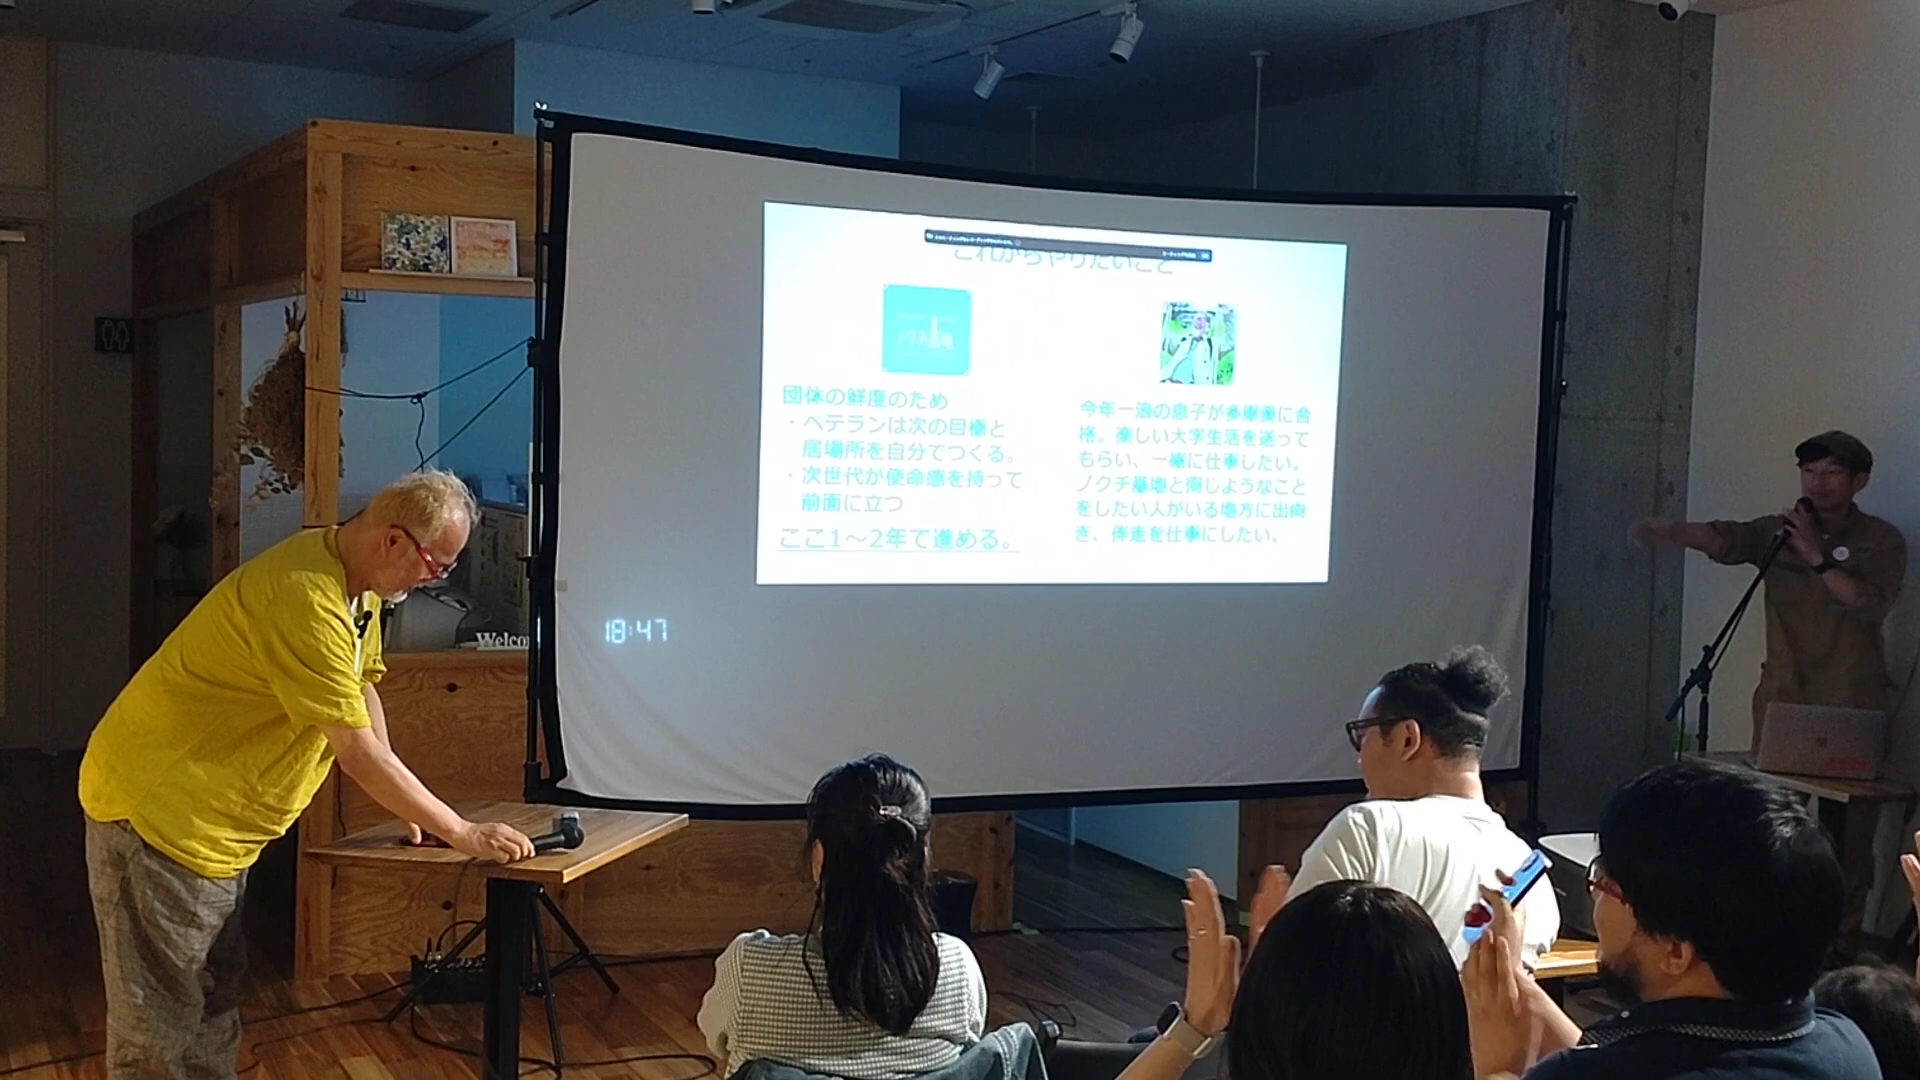 これからやりたいこと
ノクチ基地
団体の鮮度のため
・ベテランは次の目標と
居場所を自分でつくる。
・次世代が使命感を持って
前面に立つ
ここ1〜2年で進める。
今年一浪の息子が多摩美に合
格。楽しい大学生活を送って
もらい、一緒に仕事したい。
ノクチ基地と同じようなこと
をしたい人がいる地方に出向
き、伴走を仕事にしたい。
18:47
Welco